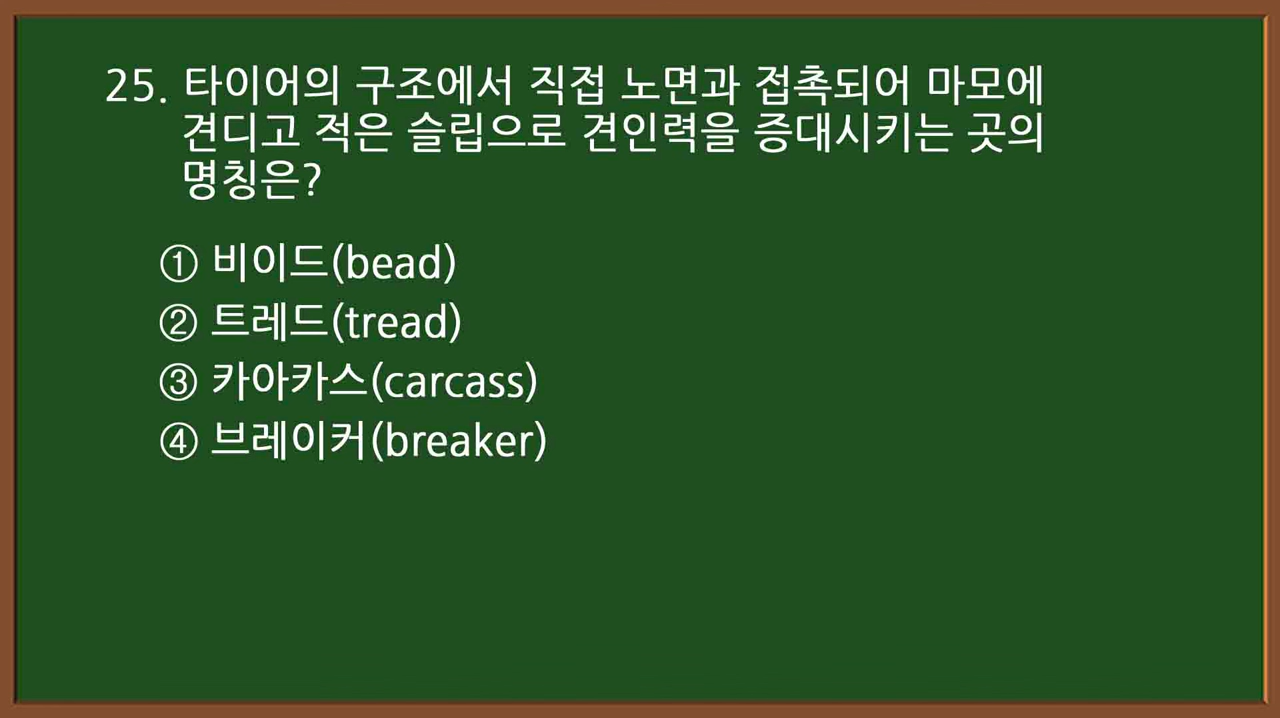 25. 타이어의 구조에서 직접 노면과 접촉되어 마모에
견디고 적은 슬립으로 견인력을 증대시키는 곳의
명칭은?
① 비이드(bead)
② 트레드(tread)
③ 카아카스(carcass)
④ 브레이커(breaker)